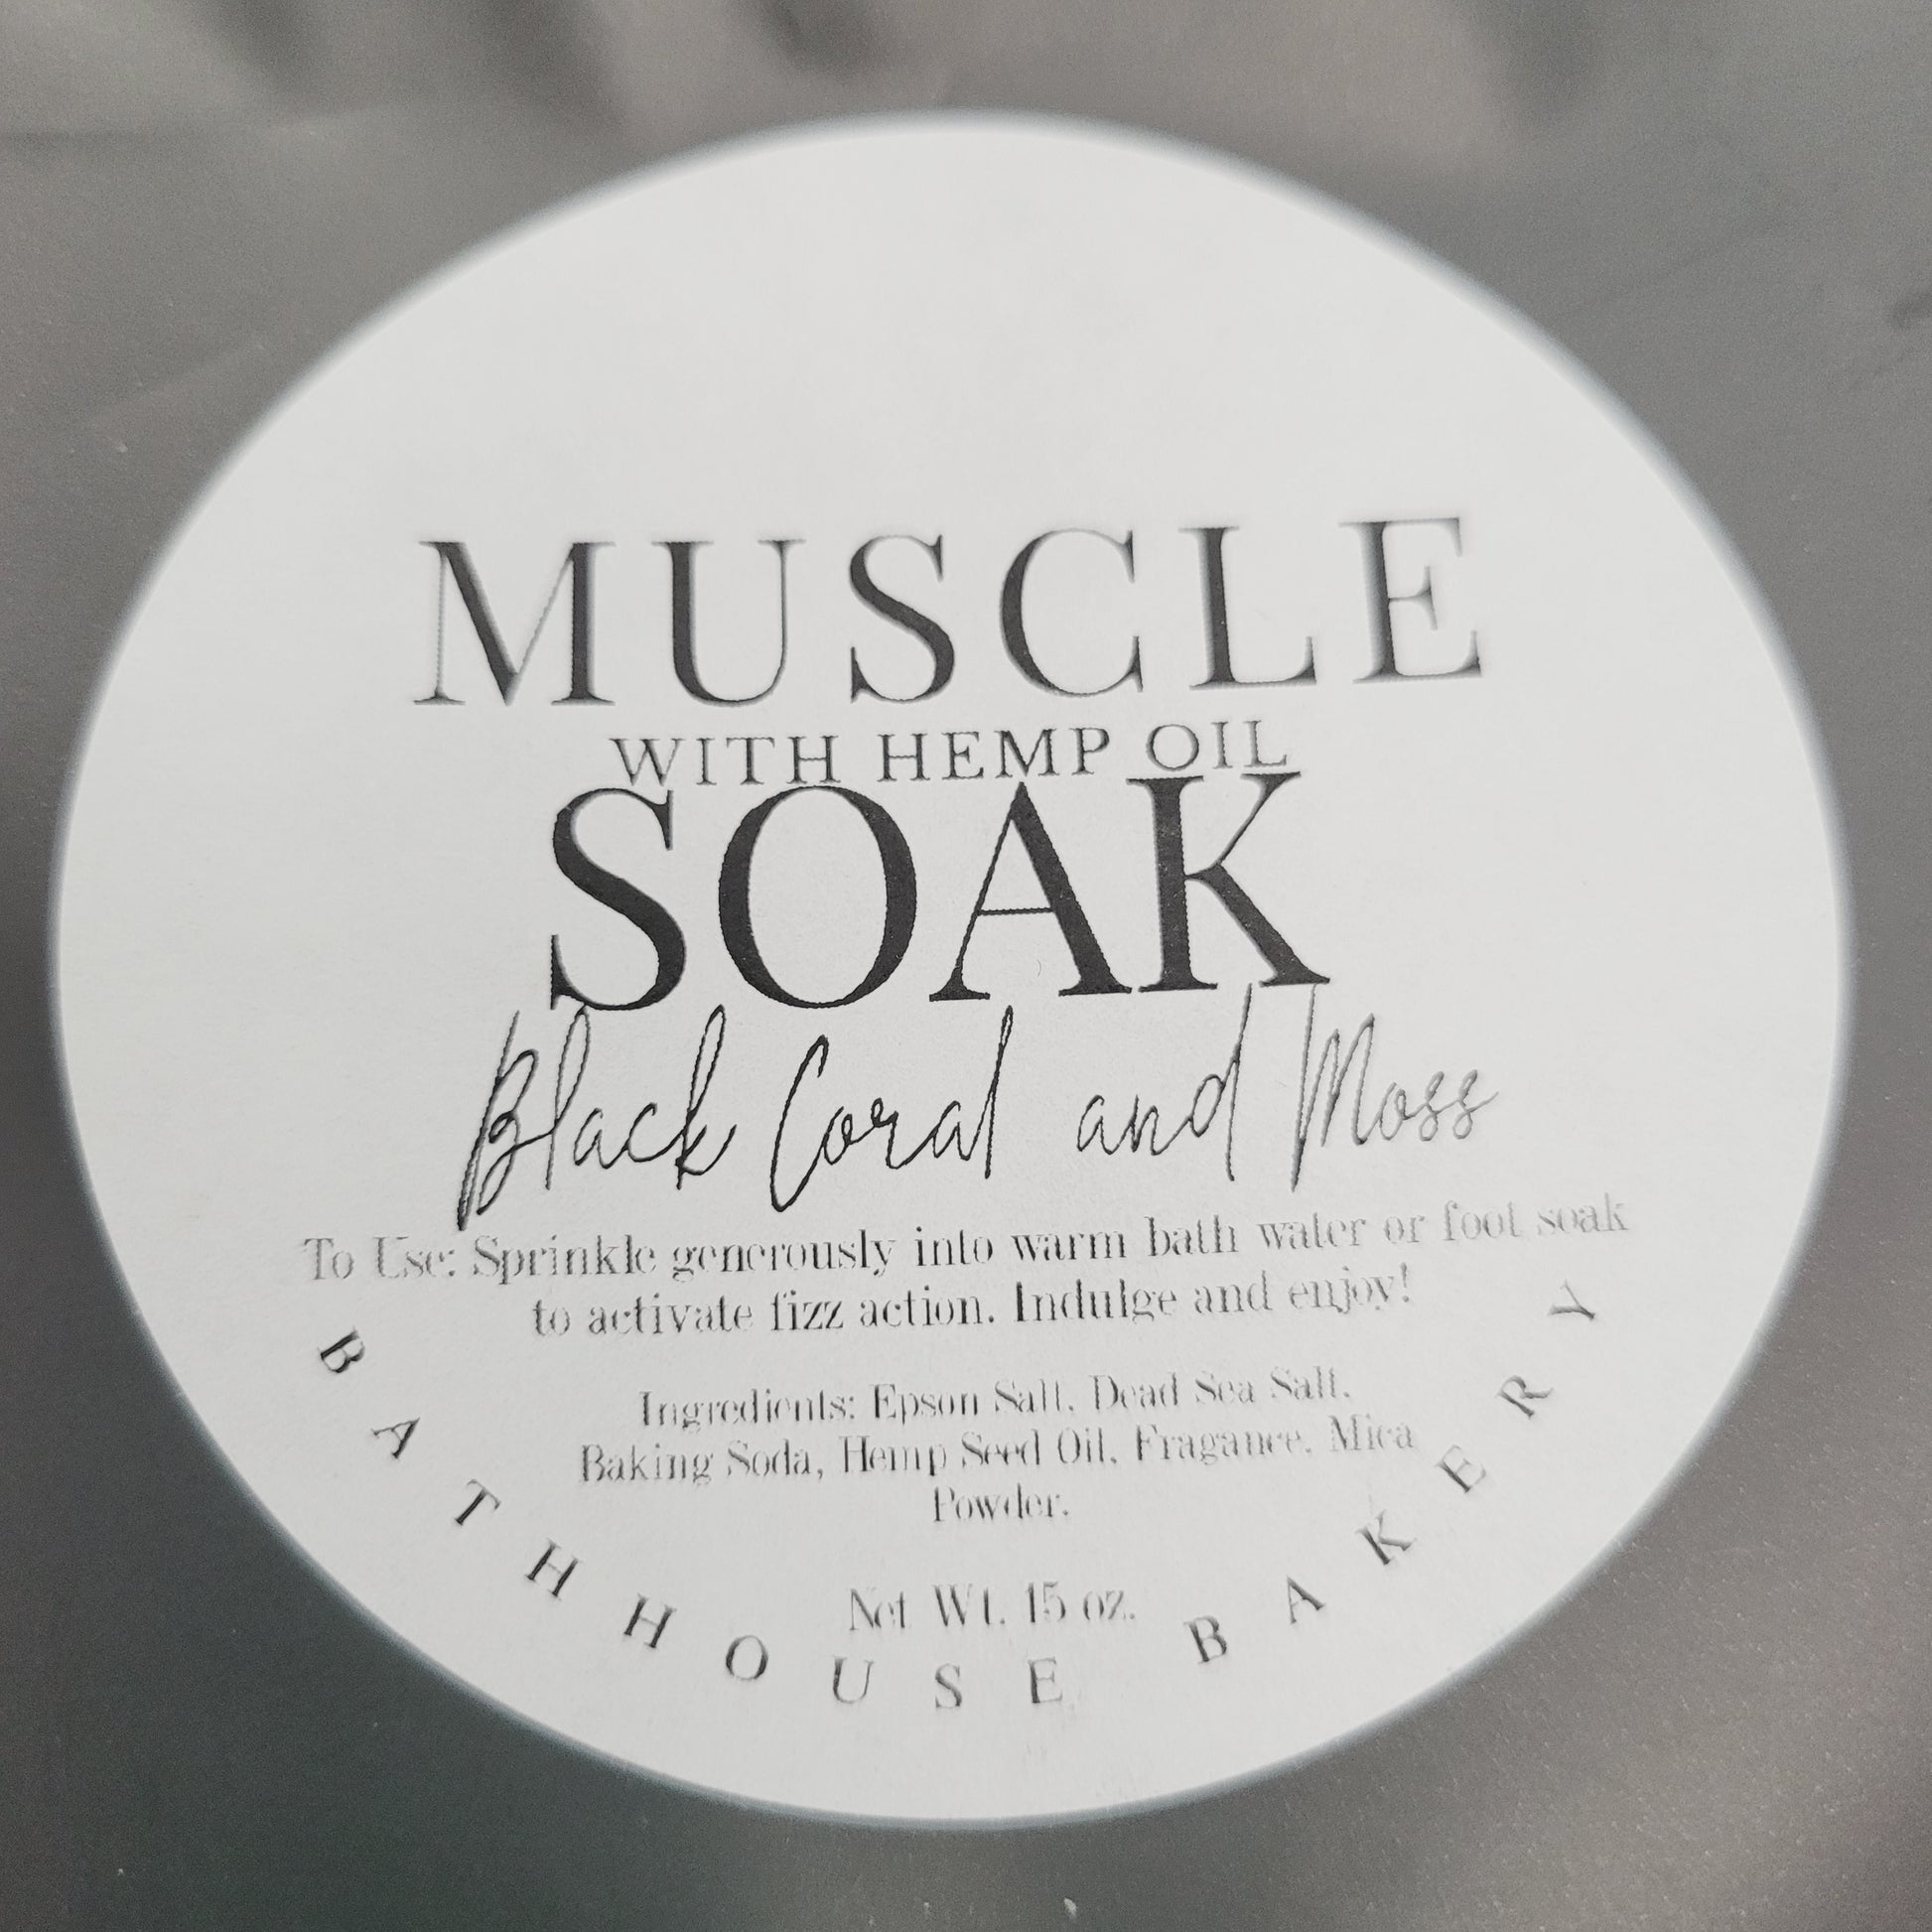 MUSCLE
WITH HEMP OIL
SOAK
Black Coral and Moss
To Use: Sprinkle generously into warm bath water or foot soak
to activate fizz action. Indulge and enjoy!
Ingredients: Epson Salt, Dead Sea Salt,
Baking Soda, Hemp Seed Oil, Fragance, Mica
Powder.
Net Wt. 15 oz.
BATHHOUSE BAKERY